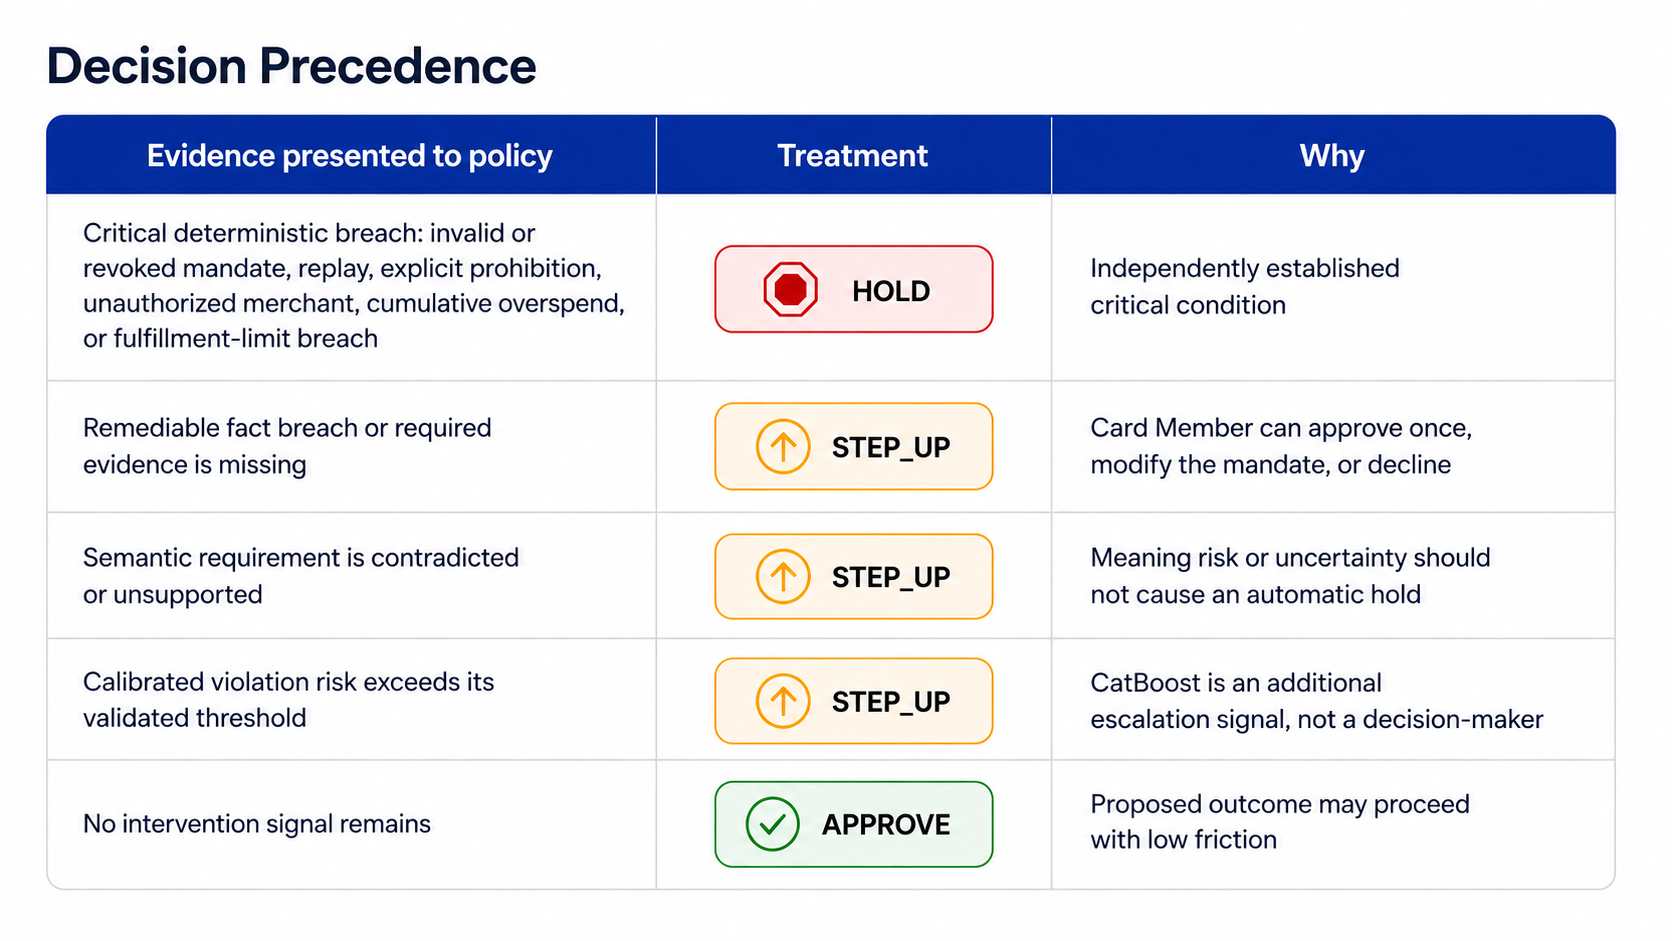 Decision Precedence
Evidence presented to policy
Treatment
Why
Critical deterministic breach: invalid or
revoked mandate, replay, explicit prohibition,
unauthorized merchant, cumulative overspend,
or fulfillment-limit breach
HOLD
Independently established
critical condition
Remediable fact breach or required
evidence is missing
STEP_UP
Card Member can approve once,
modify the mandate, or decline
Semantic requirement is contradicted
or unsupported
STEP_UP
Meaning risk or uncertainty should
not cause an automatic hold
Calibrated violation risk exceeds its
validated threshold
STEP_UP
CatBoost is an additional
escalation signal, not a decision-maker
No intervention signal remains
APPROVE
Proposed outcome may proceed
with low friction